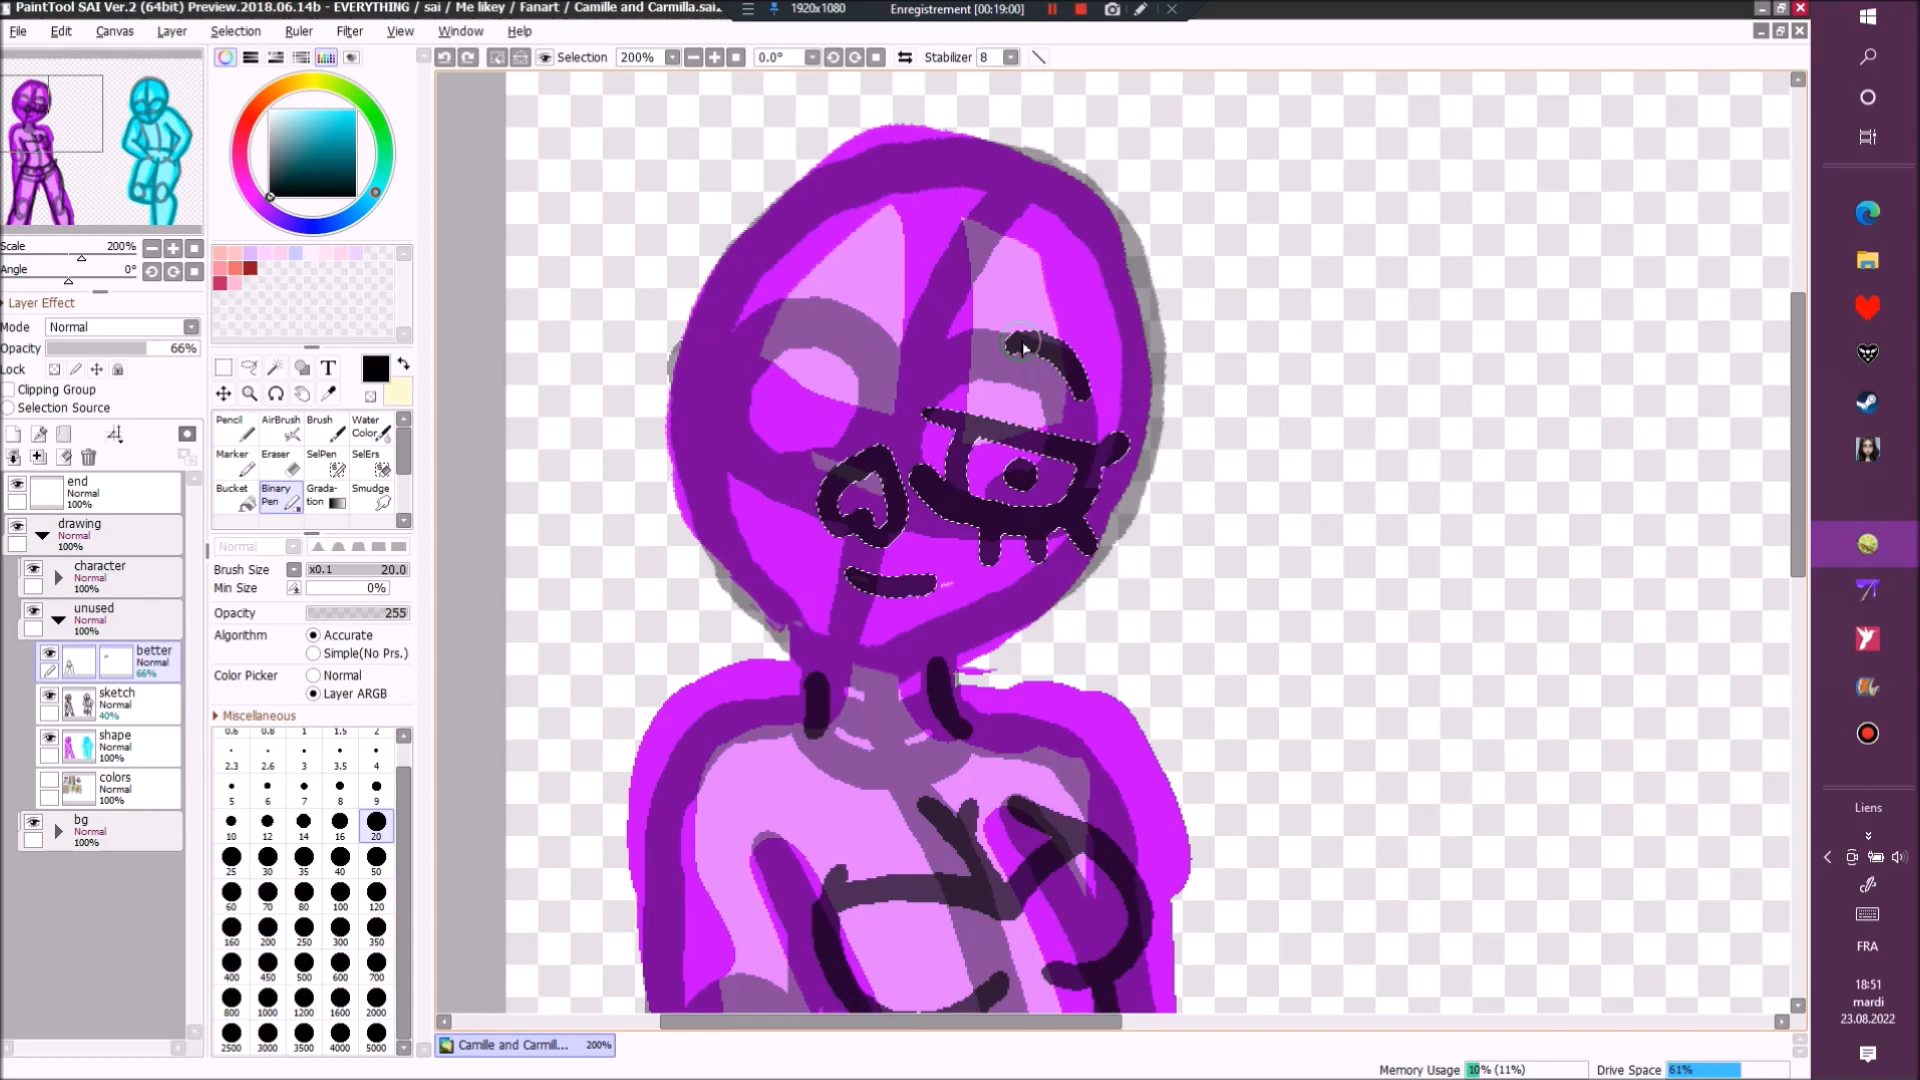 PaintTool SAI Ver.2 (64bit) Preview.2018.06.14b - EVERYTHING / sai / Me likey / Fanart / Camille and Carmilla.sai...
1920x1080
Enregistrement [00:19:00]
File Edit Canvas Layer Selection Ruler Filter View Window Help
Selection 200% 0.0° Stabilizer 8
Scale 200%
Angle 0°
Layer Effect
Mode Normal
Opacity 66%
Lock
Clipping Group
Selection Source
end
Normal
100%
drawing
Normal
100%
character
Normal
100%
unused
Normal
100%
better
Normal
66%
sketch
Normal
40%
shape
Normal
100%
colors
Normal
100%
bg
Normal
100%
T
Pencil AirBrush Brush Water Color
Marker Eraser SelPen SelErs
Bucket Binary Pen Grada-tion Smudge
Normal
Brush Size x0.1 20.0
Min Size 0%
Opacity 255
Algorithm Accurate
Simple(No Prs.)
Color Picker Normal
Layer ARGB
Miscellaneous
0.6 0.8 1 1.5 2
2.3 2.6 3 3.5 4
5 6 7 8 9
10 12 14 16 20
25 30 35 40 50
60 70 80 100 120
160 200 250 300 350
400 450 500 600 700
800 1000 1200 1600 2000
2500 3000 3500 4000 5000
Camille and Carmill... 200%
Memory Usage 10% (11%) Drive Space 61%
Liens
FRA
18:51
mardi
23.08.2022